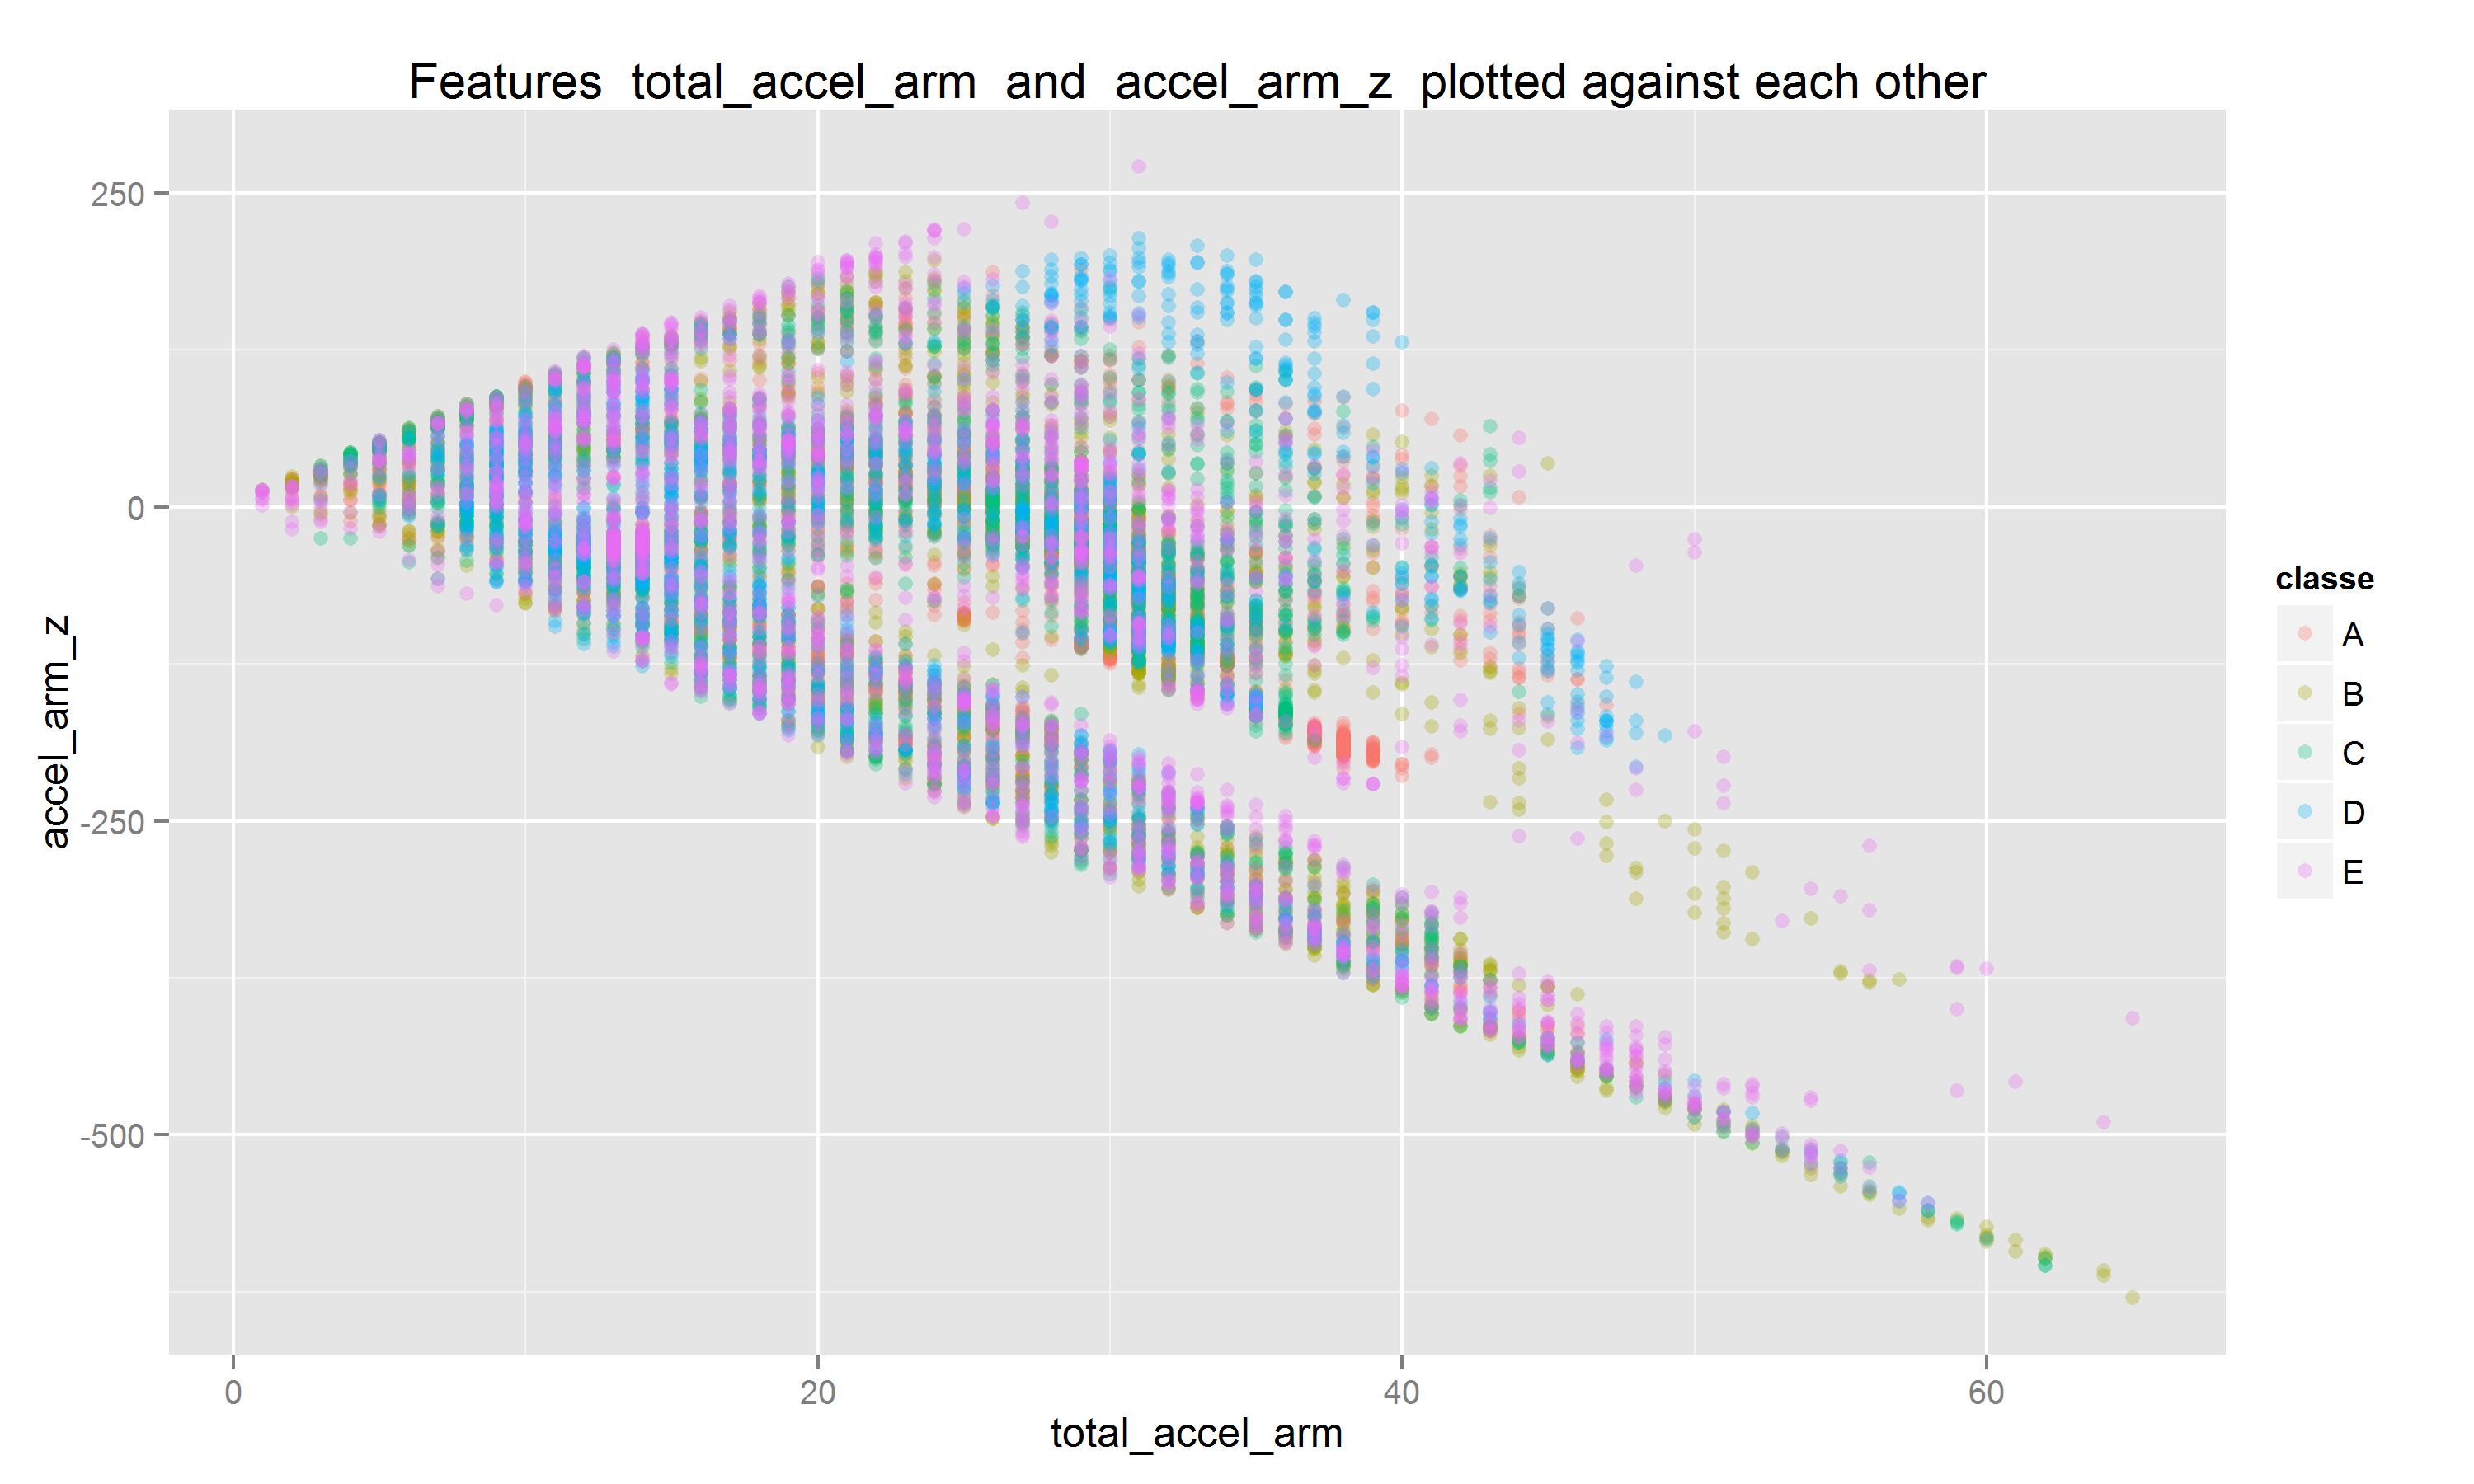 Features total_accel_arm and accel_arm_z plotted against each other
accel_arm_z
250
0
-250
-500
0 20 40 60
total_accel_arm
classe
A
B
C
D
E